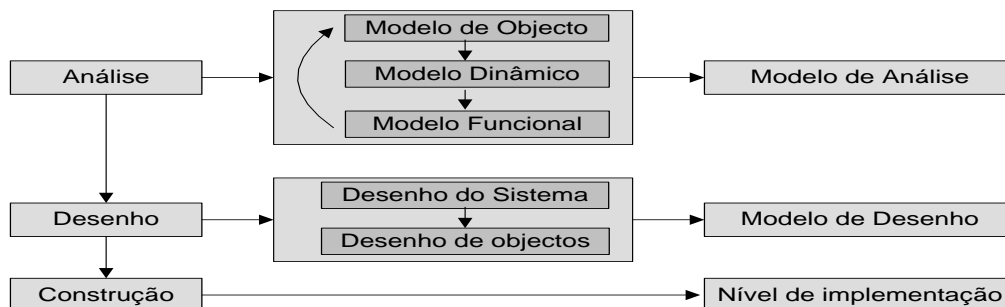 Modelo de Objecto
Análise
Modelo Dinâmico
Modelo de Análise
Modelo Funcional
Desenho do Sistema
Desenho
Modelo de Desenho
Desenho de objectos
Construção
Nível de implementação